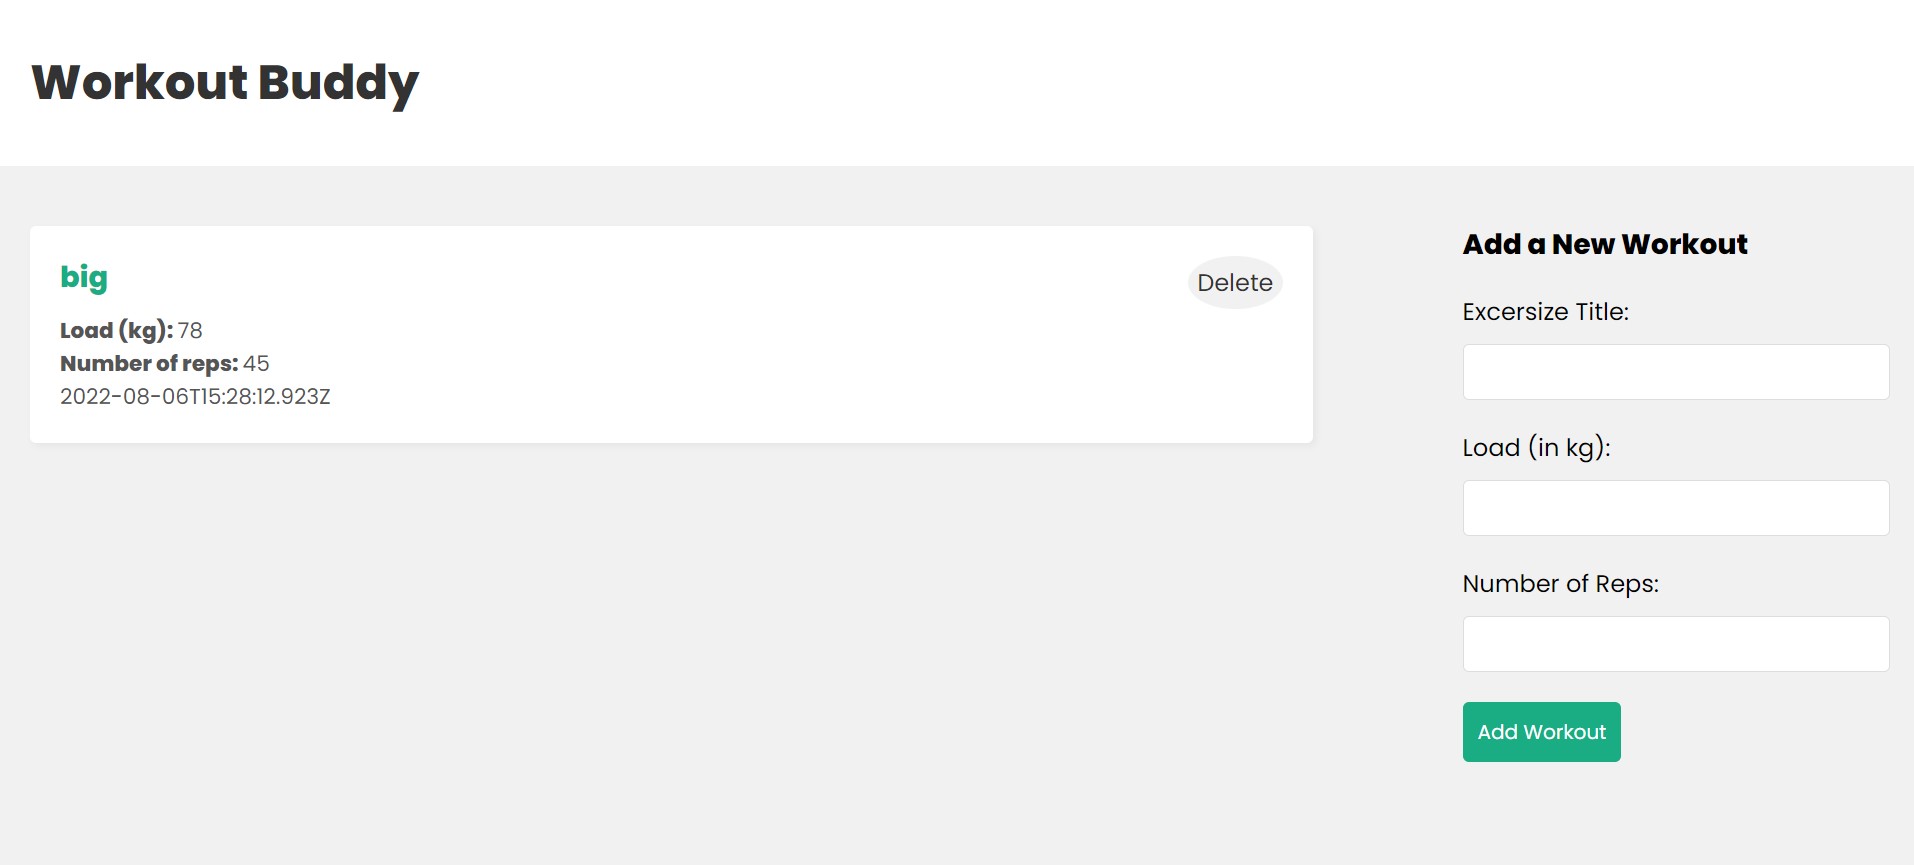 Workout Buddy
big
Delete
Load (kg): 78
Number of reps: 45
2022-08-06T15:28:12.923Z
Add a New Workout
Excersize Title:
Load (in kg):
Number of Reps:
Add Workout